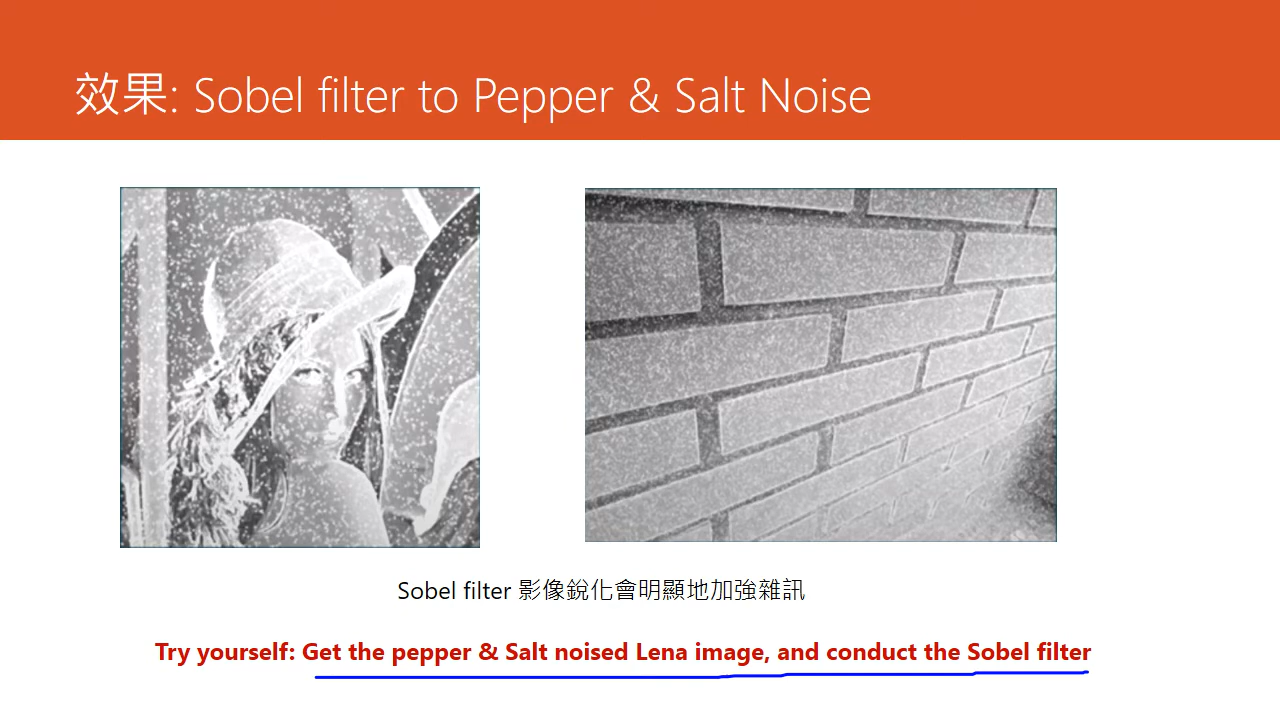 效果: Sobel filter to Pepper & Salt Noise
Sobel filter 影像銳化會明顯地加強雜訊
Try yourself: Get the pepper & Salt noised Lena image, and conduct the Sobel filter